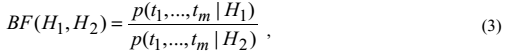 BF(H₁,H₂) = p(t₁,...,tₘ | H₁) / p(t₁,...,tₘ | H₂) , (3)